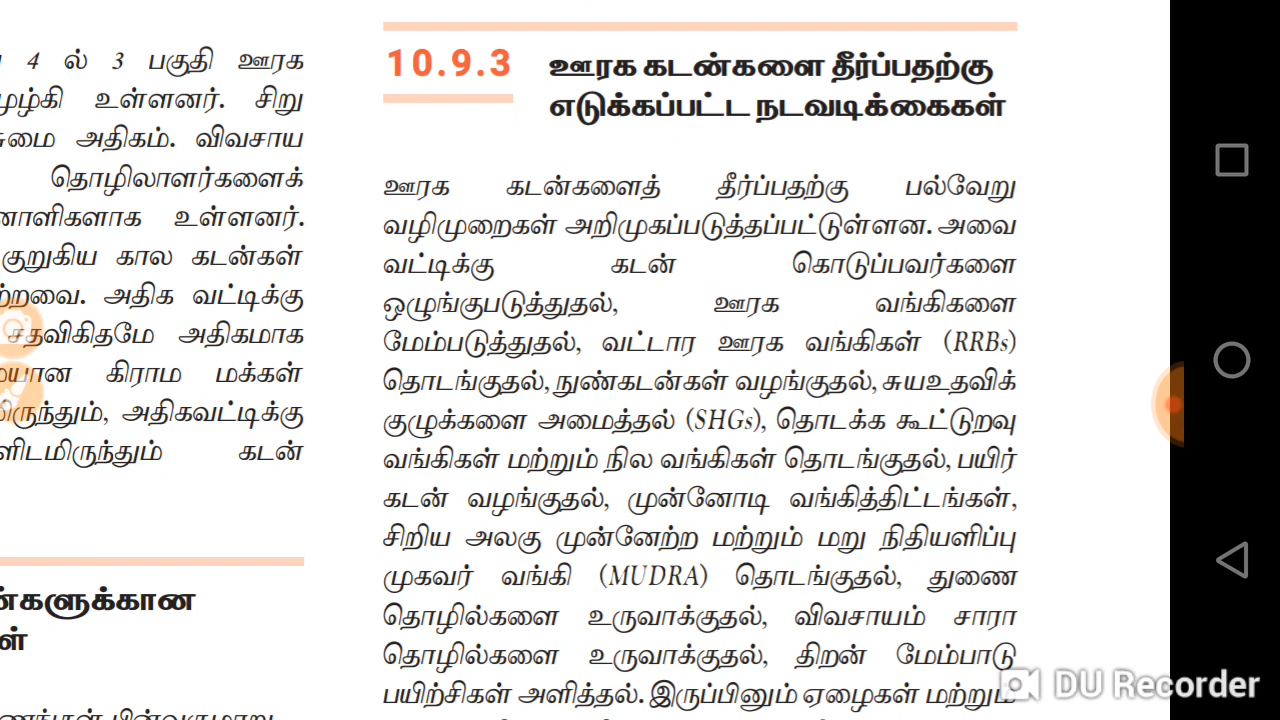 4 ல் 3 பகுதி ஊரக
உள்ளனர். சிறு
அதிகம். விவசாய
தொழிலாளர்களைக்
உள்ளனர்.
குறுகிய கால கடன்கள்
அதிக வட்டிக்கு
சதவிகிதமே அதிகமாக
கிராம மக்கள்
அதிகவட்டிக்கு
கடன்
10.9.3 ஊரக கடன்களை தீர்ப்பதற்கு
எடுக்கப்பட்ட நடவடிக்கைகள்
ஊரக கடன்களைத் தீர்ப்பதற்கு பல்வேறு
வழிமுறைகள் அறிமுகப்படுத்தப்பட்டுள்ளன. அவை
வட்டிக்கு கடன் கொடுப்பவர்களை
ஒழுங்குபடுத்துதல், ஊரக வங்கிகளை
மேம்படுத்துதல், வட்டார ஊரக வங்கிகள் (RRBs)
தொடங்குதல், நுண்கடன்கள் வழங்குதல், சுயஉதவிக்
குழுக்களை அமைத்தல் (SHGs), தொடக்க கூட்டுறவு
வங்கிகள் மற்றும் நில வங்கிகள் தொடங்குதல், பயிர்
கடன் வழங்குதல், முன்னோடி வங்கித்திட்டங்கள்,
சிறிய அலகு முன்னேற்ற மற்றும் மறு நிதியளிப்பு
முகவர் வங்கி (MUDRA) தொடங்குதல், துணை
தொழில்களை உருவாக்குதல், விவசாயம் சாரா
தொழில்களை உருவாக்குதல், திறன் மேம்பாடு
பயிற்சிகள் அளித்தல். இருப்பினும் ஏழைகள் மற்றும்
DU Recorder